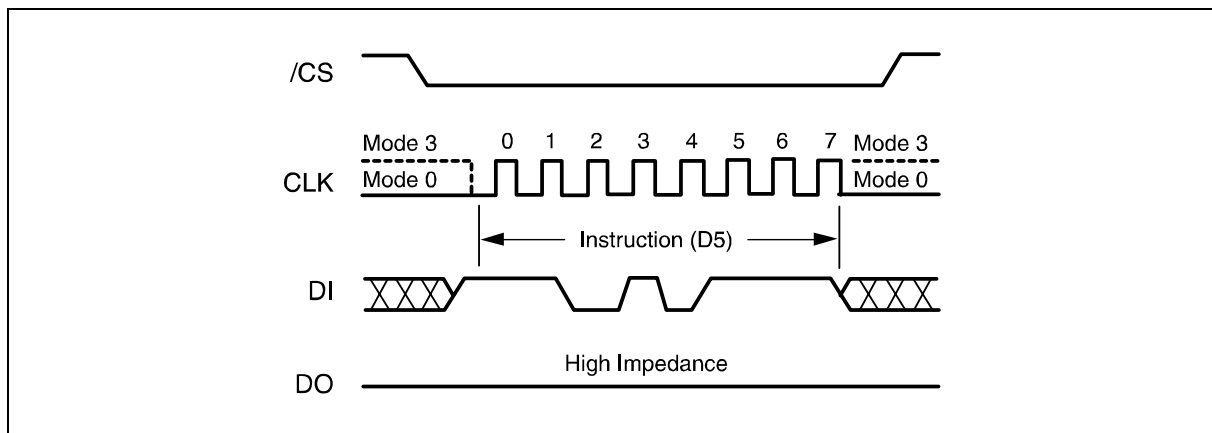 /CS
Mode 3 0 1 2 3 4 5 6 7 Mode 3
CLK Mode 0 Mode 0
Instruction (D5)
DI
High Impedance
DO